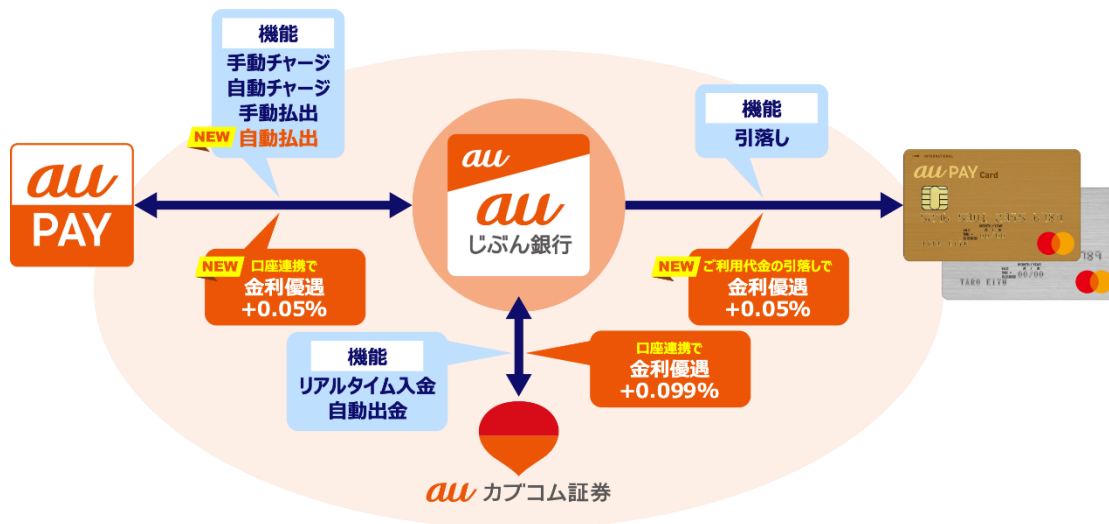 機能
手動チャージ
自動チャージ
手動払出
NEW 自動払出
au
PAY
au
au
じぶん銀行
機能
引落し
INTERNATIONAL
au PAY Card
NEW 口座連携で
金利優遇
+0.05%
NEW ご利用代金の引落しで
金利優遇
+0.05%
00/00
TARO EIYU
機能
リアルタイム入金
自動出金
口座連携で
金利優遇
+0.099%
au カブコム証券